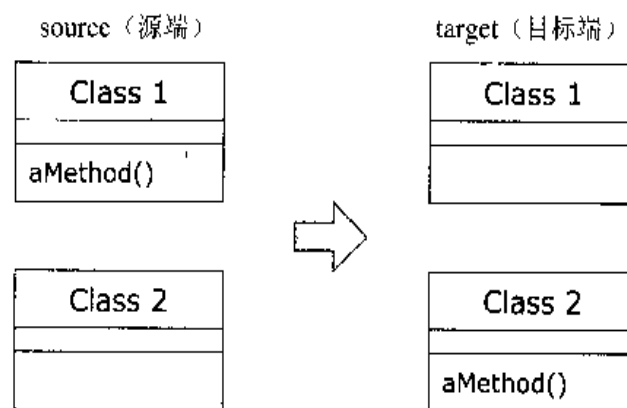 source（源端）
target（目标端）
Class 1
Class 1
aMethod()
Class 2
Class 2
aMethod()